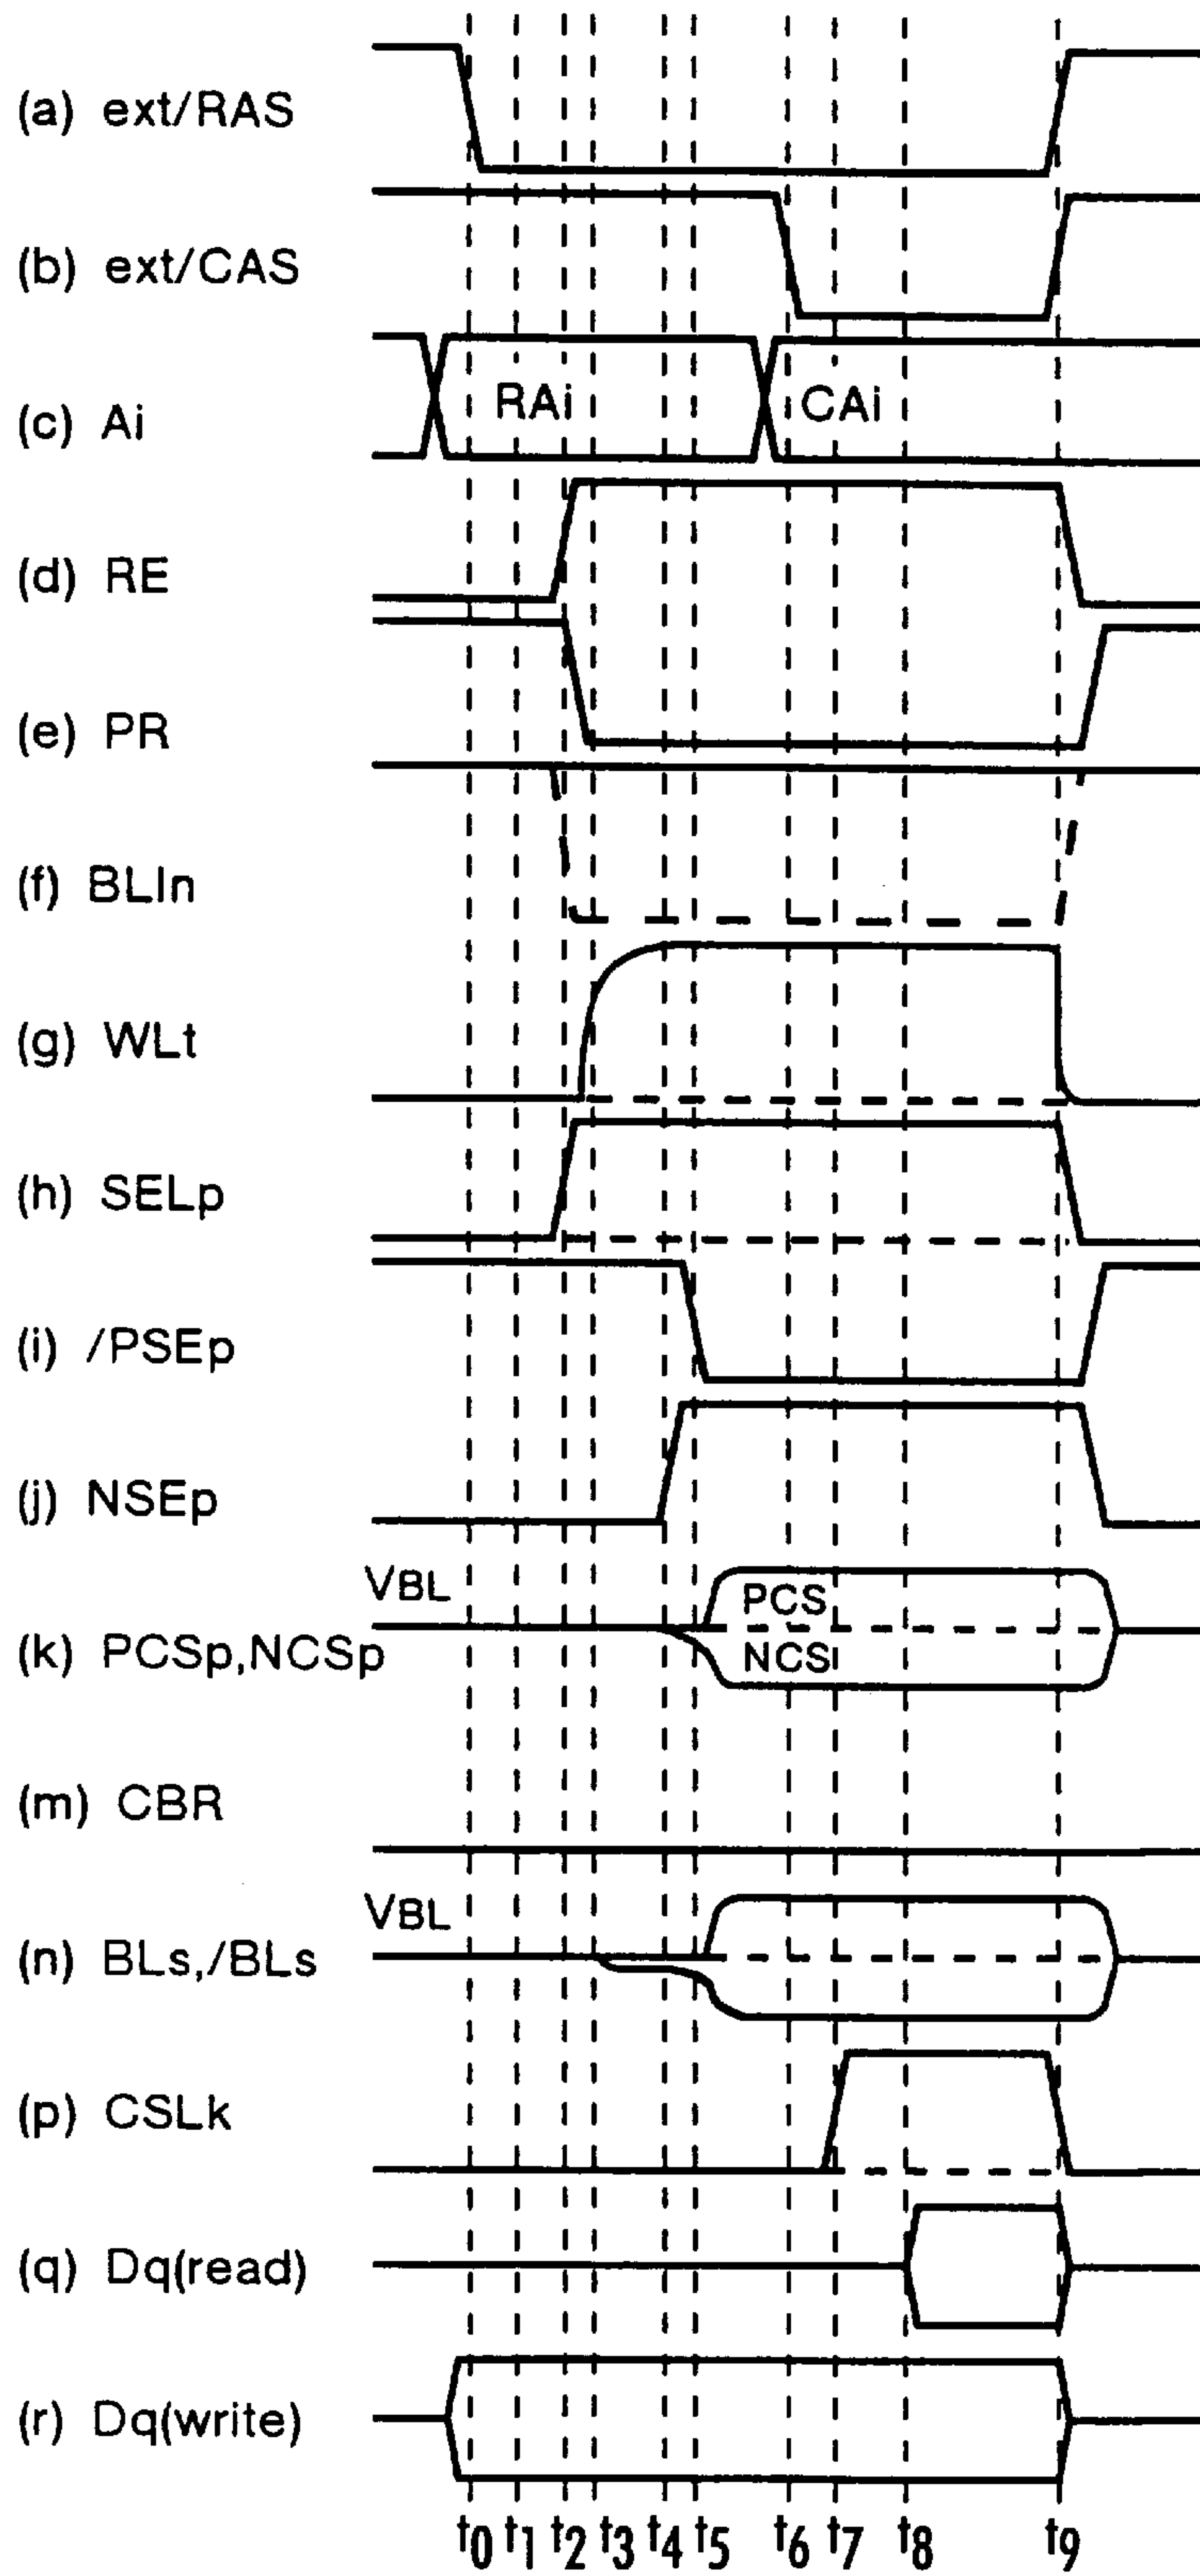 (a) ext/RAS
(b) ext/CAS
(c) Ai
RAi
CAi
(d) RE
(e) PR
(f) BLIn
(g) WLt
(h) SELp
(i) /PSEp
(j) NSEp
VBL
PCS
(k) PCSp,NCSp
NCS
(m) CBR
VBL
(n) BLs,/BLs
(p) CSLk
(q) Dq(read)
(r) Dq(write)
t0 t1 t2 t3 t4 t5 t6 t7 t8 t9